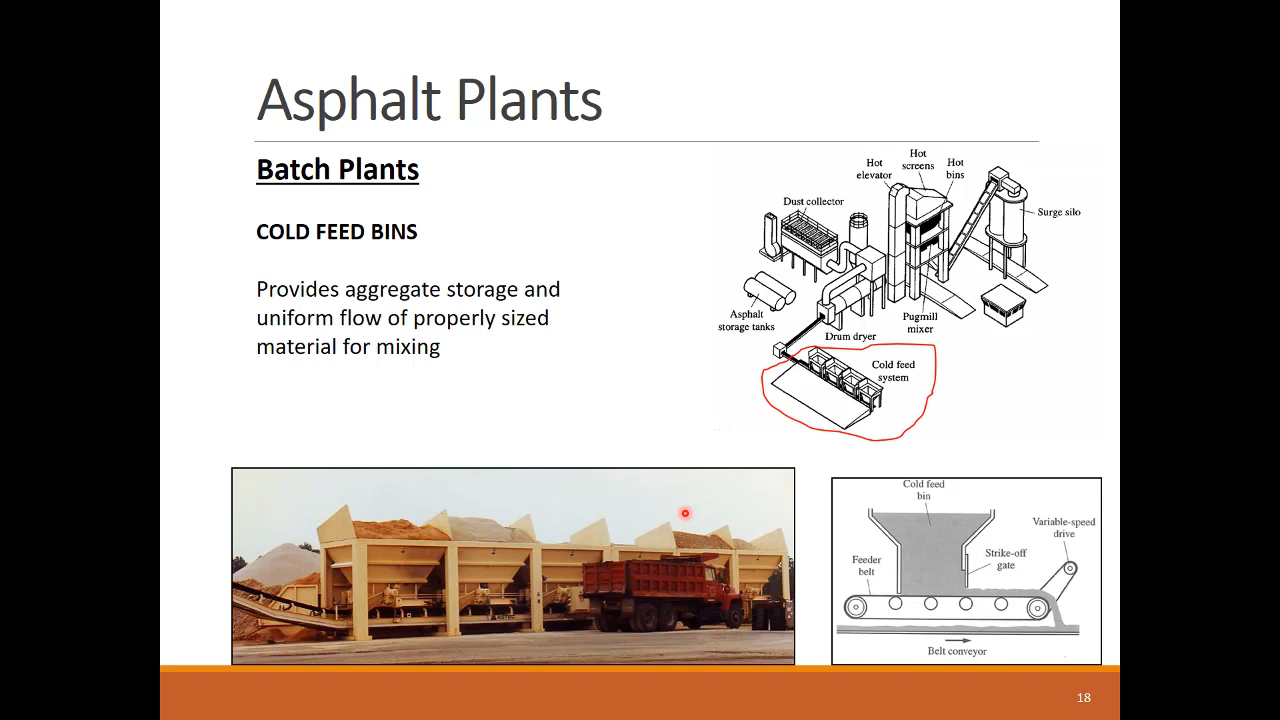 Asphalt Plants
Batch Plants
COLD FEED BINS
Provides aggregate storage and
uniform flow of properly sized
material for mixing
Hot
elevator
Hot
screens
Hot
bins
Dust collector
Surge silo
Asphalt
storage tanks
Pugmill
mixer
Drum dryer
Cold feed
system
ASTEC
Cold feed
bin
Variable-speed
drive
Strike-off
gate
Feeder
belt
Belt conveyor
18